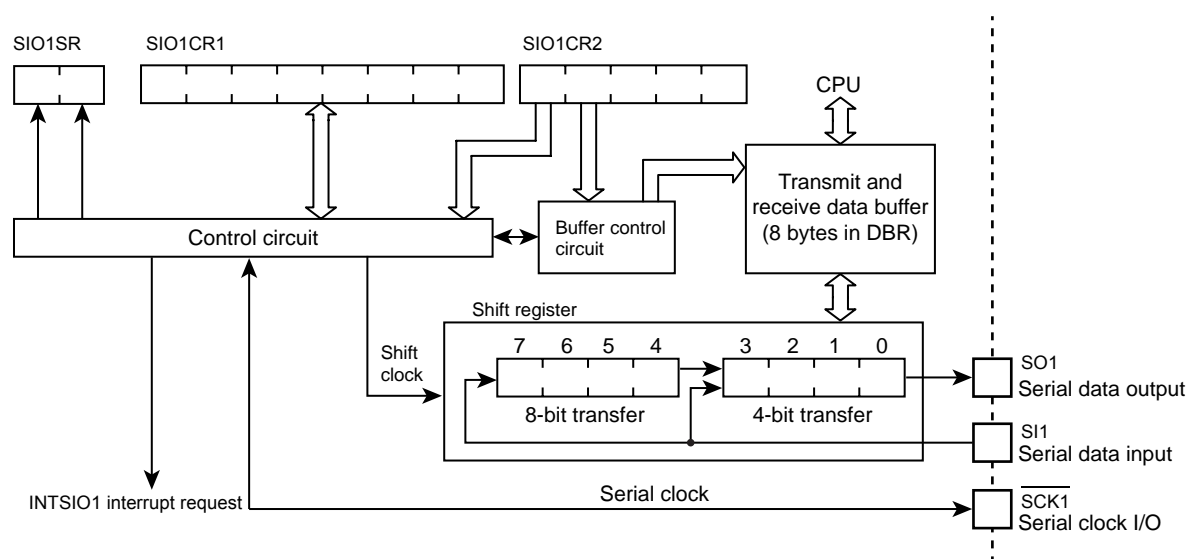 SIO1SR
SIO1CR1
SIO1CR2
CPU
Transmit and
receive data buffer
(8 bytes in DBR)
Control circuit
Buffer control
circuit
Shift register
7 6 5 4 3 2 1 0
Shift
clock
8-bit transfer
4-bit transfer
SO1
Serial data output
SI1
Serial data input
INTSIO1 interrupt request
Serial clock
SCK1
Serial clock I/O